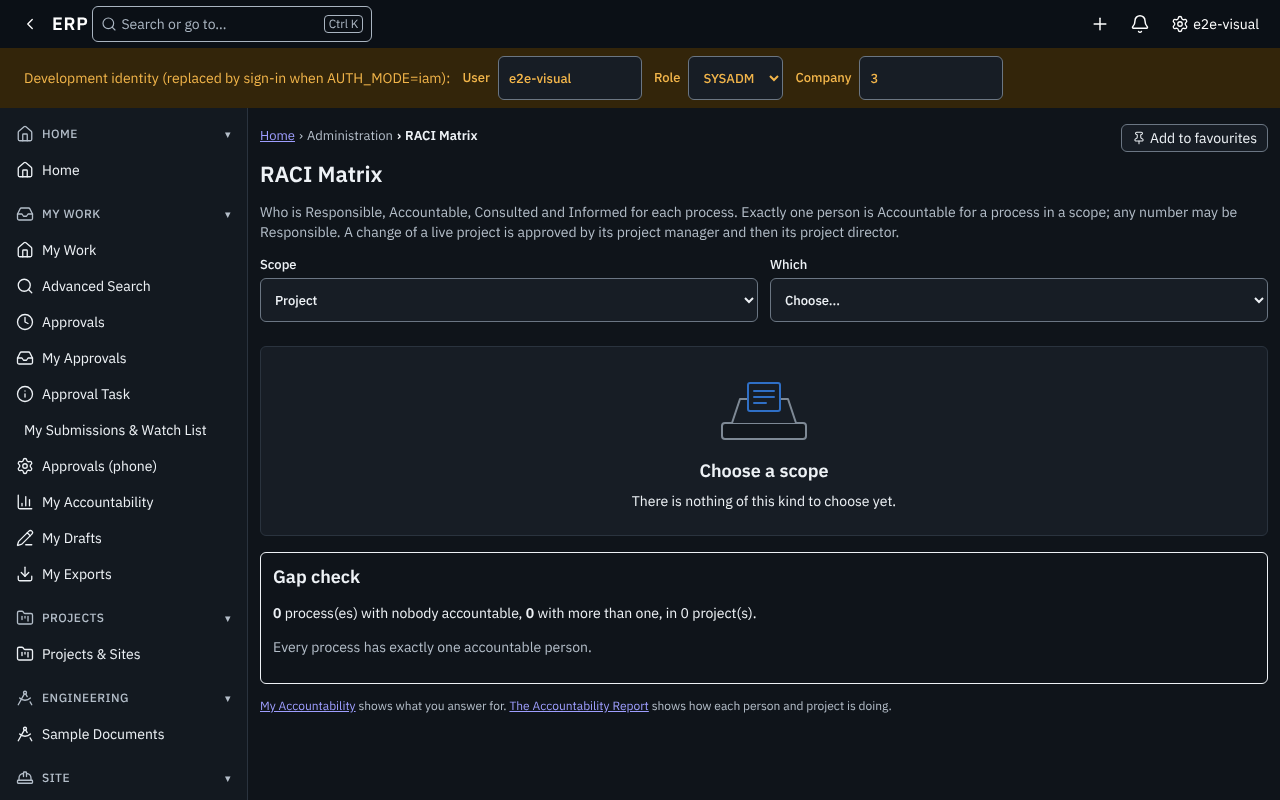 ERP
Search or go to...
Ctrl K
e2e-visual
Development identity (replaced by sign-in when AUTH_MODE=iam):
User
e2e-visual
Role
SYSADM
Company
3
HOME
Home
MY WORK
My Work
Advanced Search
Approvals
My Approvals
Approval Task
My Submissions & Watch List
Approvals (phone)
My Accountability
My Drafts
My Exports
PROJECTS
Projects & Sites
ENGINEERING
Sample Documents
SITE
Home › Administration › RACI Matrix
Add to favourites
RACI Matrix
Who is Responsible, Accountable, Consulted and Informed for each process. Exactly one person is Accountable for a process in a scope; any number may be
Responsible. A change of a live project is approved by its project manager and then its project director.
Scope
Project
Which
Choose...
Choose a scope
There is nothing of this kind to choose yet.
Gap check
0 process(es) with nobody accountable, 0 with more than one, in 0 project(s).
Every process has exactly one accountable person.
My Accountability shows what you answer for. The Accountability Report shows how each person and project is doing.